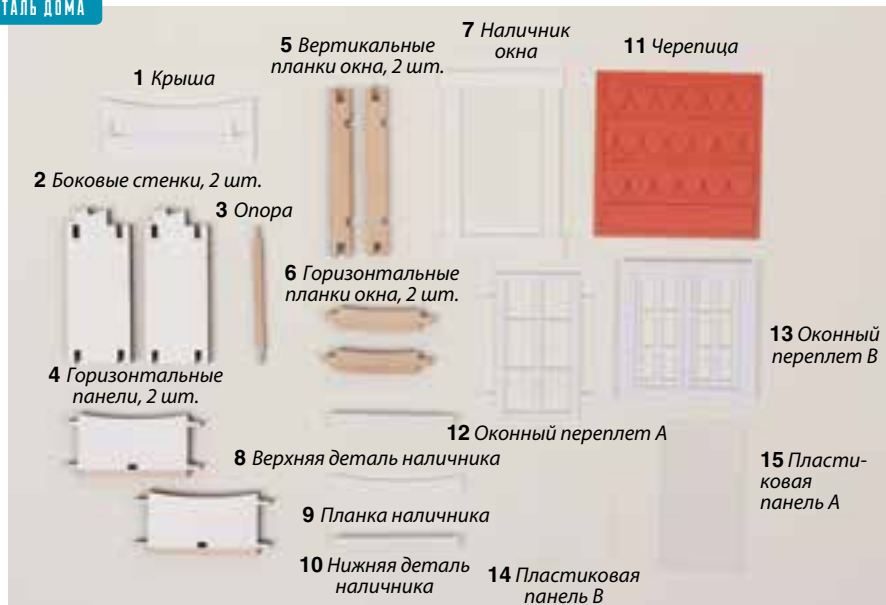 ТАЛЬ ДОМА
1 Крыша
5 Вертикальные
планки окна, 2 шт.
7 Наличник
окна
11 Черепица
2 Боковые стенки, 2 шт.
3 Опора
6 Горизонтальные
планки окна, 2 шт.
13 Оконный
переплет В
4 Горизонтальные
панели, 2 шт.
12 Оконный переплет А
8 Верхняя деталь наличника
15 Пласти-
ковая
панель А
9 Планка наличника
10 Нижняя деталь
наличника
14 Пластиковая
панель В